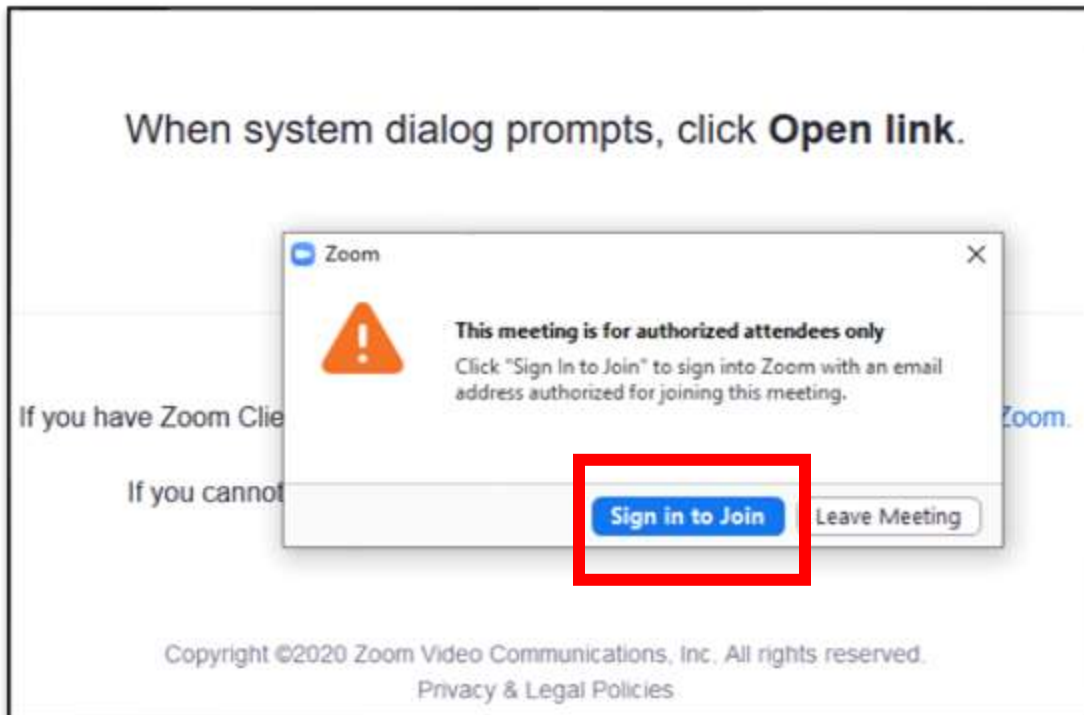 When system dialog prompts, click Open link.
Zoom
This meeting is for authorized attendees only
Click "Sign In to Join" to sign into Zoom with an email
address authorized for joining this meeting.
If you have Zoom Clie
Zoom.
If you cannot
Sign in to Join
Leave Meeting
Copyright ©2020 Zoom Video Communications, Inc. All rights reserved.
Privacy & Legal Policies